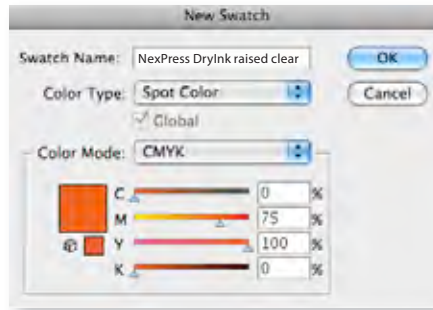 New Swatch
Swatch Name: NexPress DryInk raised clear OK
Color Type: Spot Color Cancel
Global
Color Mode: CMYK
C 0 %
M 75 %
Y 100 %
K 0 %